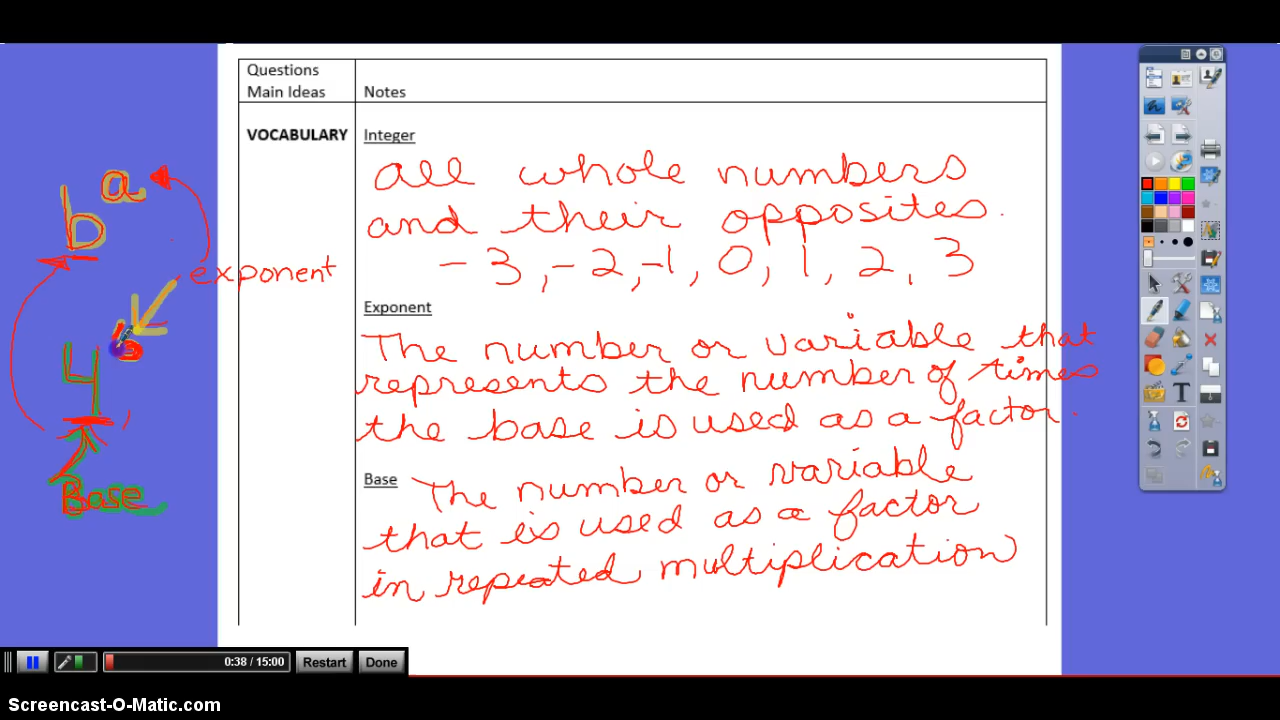 Questions
Main Ideas
Notes
VOCABULARY
Integer
all whole numbers
and their opposites.
-3, -2, -1, 0, 1, 2, 3
Exponent
The number or variable that
represents the number of times
the base is used as a factor.
Base
The number or variable
that is used as a factor
in repeated multiplication
b a
exponent
4
Base
T
0:38 / 15:00
Restart
Done
Screencast-O-Matic.com